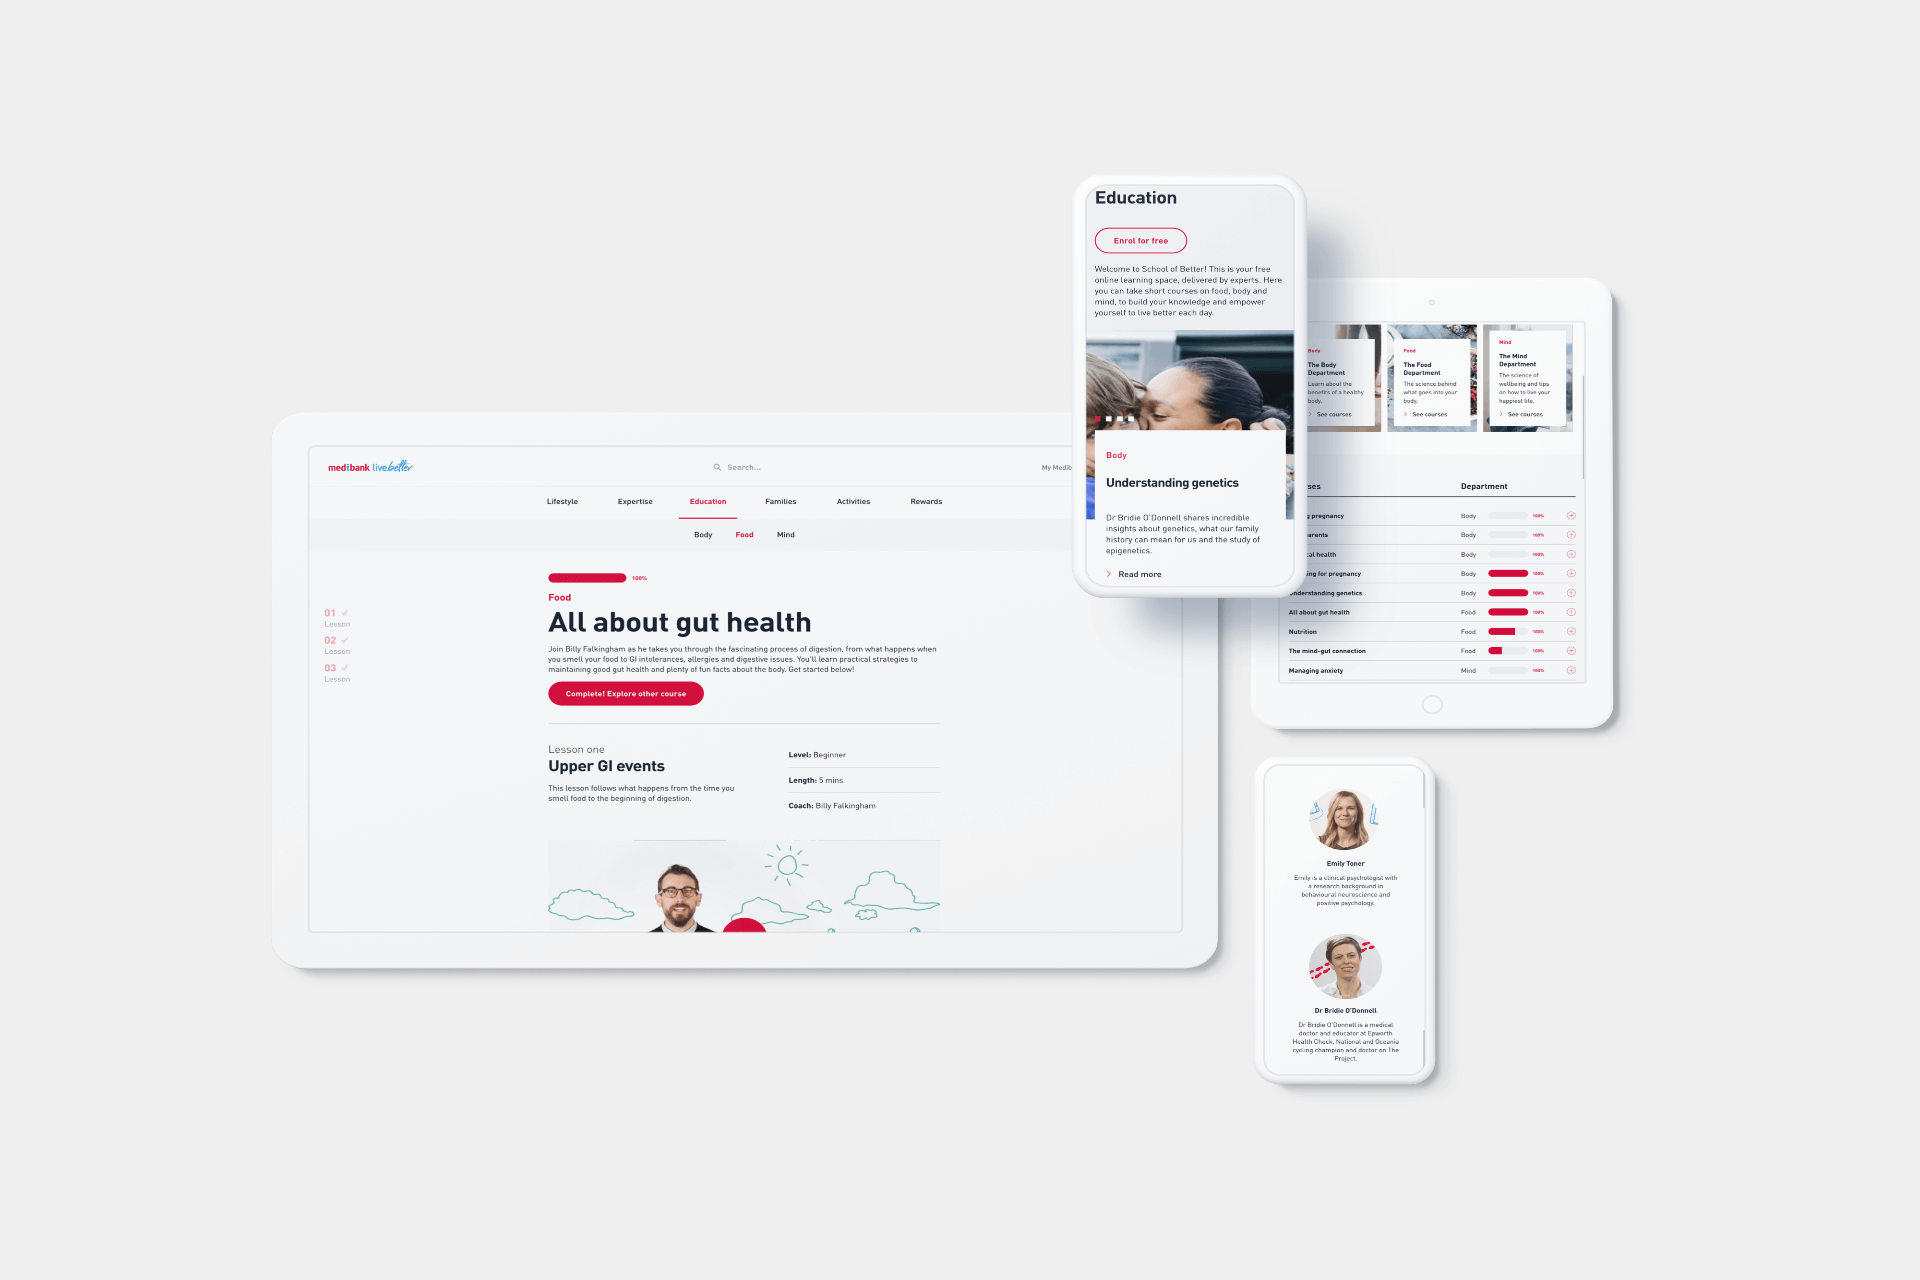 medibank livebetter
Search...
My Medib
Lifestyle Expertise Education Families Activities Rewards
Body Food Mind
100%
01
Lesson
02
Lesson
03
Lesson
Food
All about gut health
Join Billy Falkingham as he takes you through the fascinating process of digestion, from what happens when
you smell your food to GI intolerances, allergies and digestive issues. You'll learn practical strategies to
maintaining good gut health and plenty of fun facts about the body. Get started below!
Complete! Explore other course
Lesson one
Upper GI events
This lesson follows what happens from the time you
smell food to the beginning of digestion.
Level: Beginner
Length: 5 mins
Coach: Billy Falkingham
Education
Enrol for free
Welcome to School of Better! This is your free
online learning space, delivered by experts. Here
you can take short courses on food, body and
mind, to build your knowledge and empower
yourself to live better each day.
Body
Understanding genetics
Dr Bridie O'Donnell shares incredible
insights about genetics, what our family
history can mean for us and the study of
epigenetics.
Read more
Body
The Body
Department
Learn about the
benefits of a healthy
body.
See courses
Food
The Food
Department
The science behind
what goes into your
body.
See courses
Mind
The Mind
Department
The science of
wellbeing and tips
on how to live your
happiest life.
See courses
ses Department
g pregnancy Body 100%
arents Body 100%
cal health Body 100%
ing for pregnancy Body 100%
Understanding genetics Body 100%
All about gut health Food 100%
Nutrition Food 100%
The mind-gut connection Food 100%
Managing anxiety Mind 100%
Emily Toner
Emily is a clinical psychologist with
a research background in
behavioural neuroscience and
positive psychology.
Dr Bridie O'Donnell
Dr Bridie O'Donnell is a medical
doctor and educator at Epworth
Health Check, National and Oceania
cycling champion and doctor on The
Project.